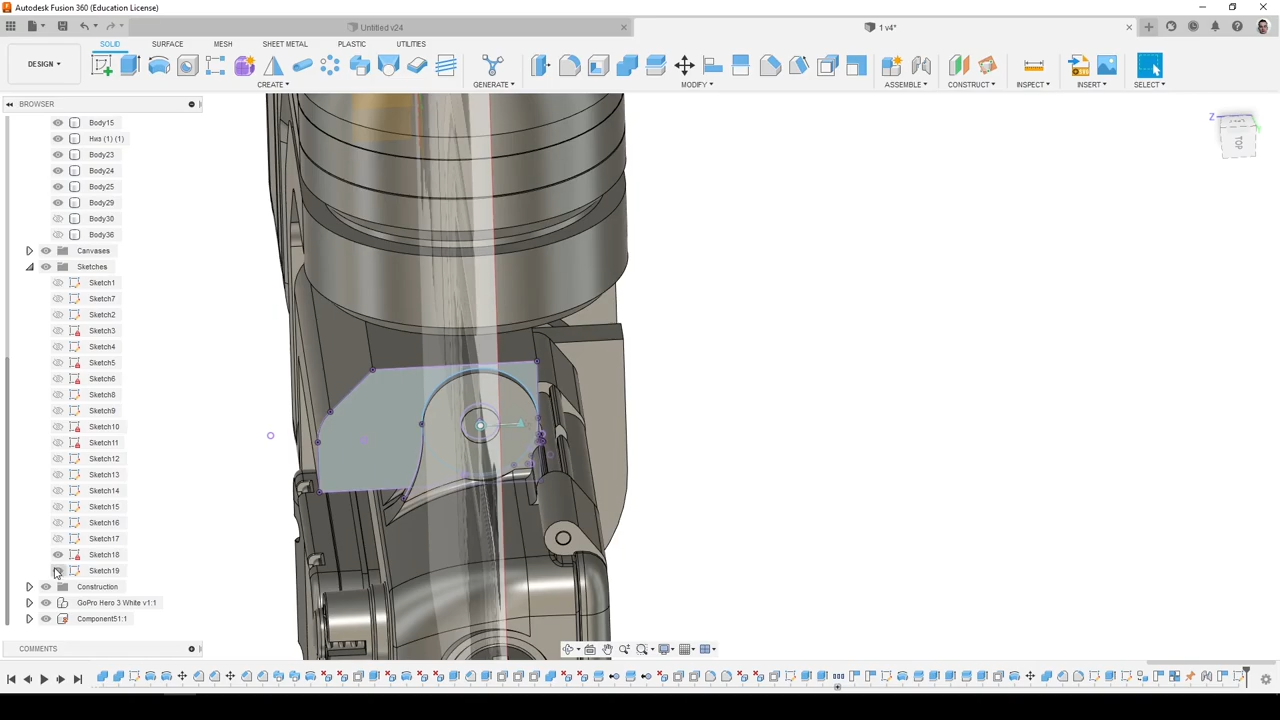 Autodesk Fusion 360 (Education License)
Untitled v24
1 v4*
SOLID
SURFACE
MESH
SHEET METAL
PLASTIC
UTILITIES
DESIGN
CREATE
GENERATE
MODIFY
ASSEMBLE
CONSTRUCT
INSPECT
INSERT
SELECT
BROWSER
Body15
Низ (1) (1)
Body23
Body24
Body25
Body29
Body30
Body36
Canvases
Sketches
Sketch1
Sketch7
Sketch2
Sketch3
Sketch4
Sketch5
Sketch6
Sketch8
Sketch9
Sketch10
Sketch11
Sketch12
Sketch13
Sketch14
Sketch15
Sketch16
Sketch17
Sketch18
Sketch19
Construction
GoPro Hero 3 White v1:1
Component51:1
COMMENTS
Z
TOP